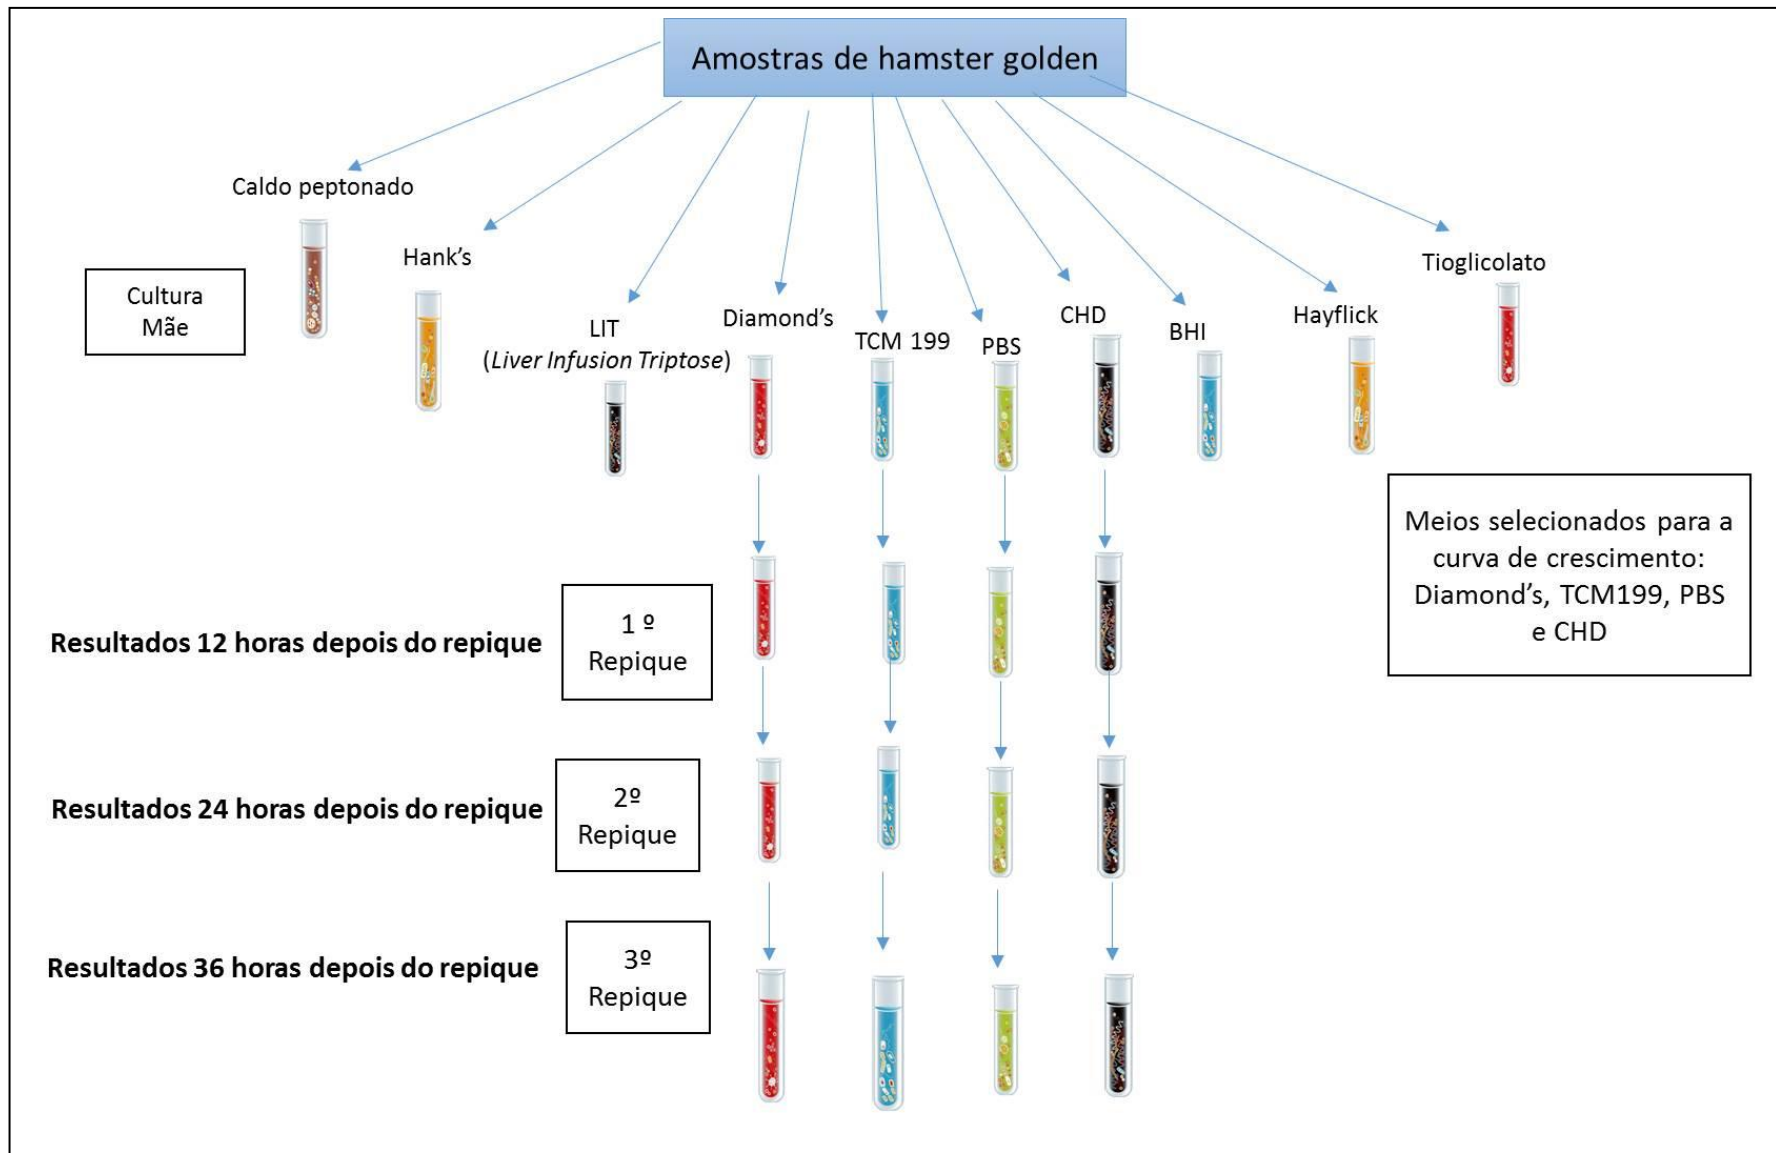 Amostras de hamster golden
Caldo peptonado
Hank's
Tioglicolato
Cultura
Mãe
LIT
(Liver Infusion Triptose)
Diamond's
TCM 199
PBS
CHD
BHI
Hayflick
Meios selecionados para a
curva de crescimento:
Diamond's, TCM199, PBS
e CHD
Resultados 12 horas depois do repique
1 º
Repique
Resultados 24 horas depois do repique
2º
Repique
Resultados 36 horas depois do repique
3º
Repique